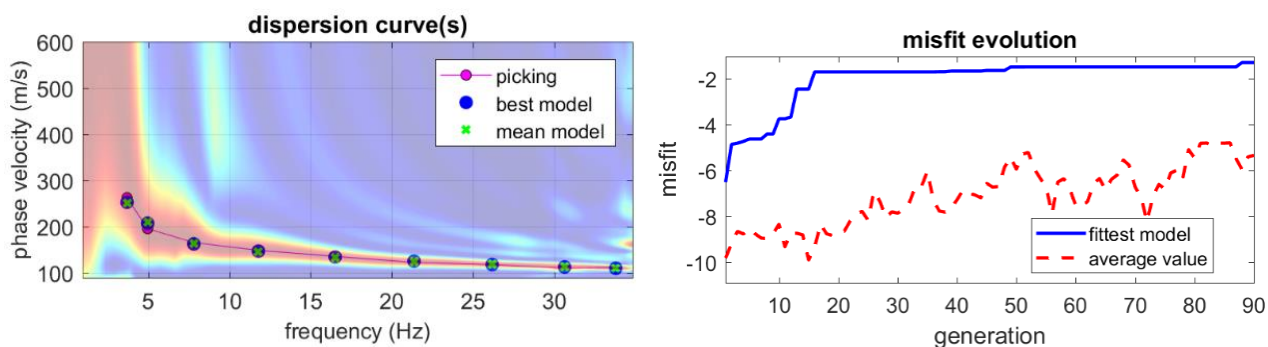 dispersion curve(s)
phase velocity (m/s)
600
500
400
300
200
100
picking
best model
mean model
5
10
15
20
25
30
frequency (Hz)
misfit evolution
misfit
-2
-4
-6
-8
-10
fittest model
average value
10
20
30
40
50
60
70
80
90
generation